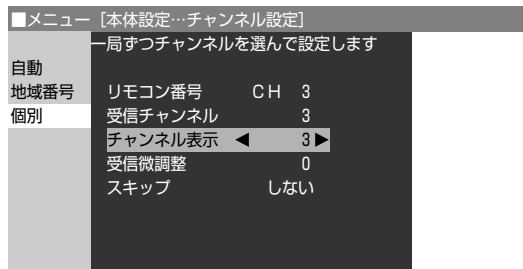 ■メニュー [本体設定…チャンネル設定]
一局ずつチャンネルを選んで設定します
自動
地域番号 リモコン番号 CH 3
個別 受信チャンネル 3
チャンネル表示 ◀ 3▶
受信微調整 0
スキップ しない